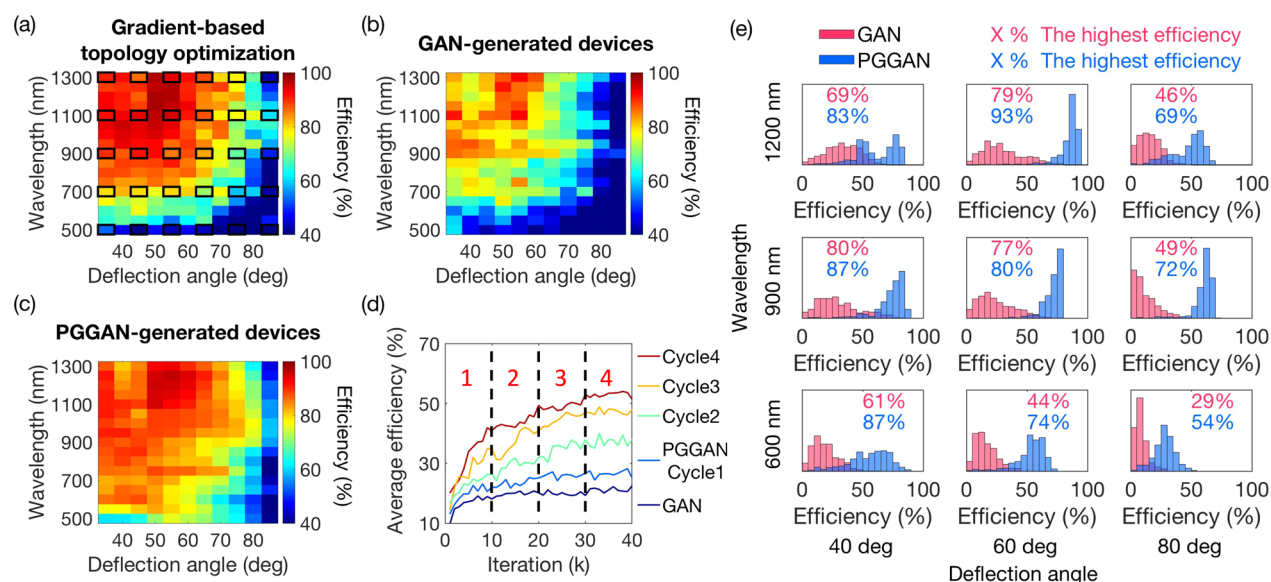 (a)
Gradient-based
topology optimization
Wavelength (nm)
1300
1100
900
700
500
40 50 60 70 80
Deflection angle (deg)
100
80
60
40
Efficiency (%)
(b)
GAN-generated devices
Wavelength (nm)
1300
1100
900
700
500
40 50 60 70 80
Deflection angle (deg)
100
80
60
40
Efficiency (%)
(c)
PGGAN-generated devices
Wavelength (nm)
1300
1100
900
700
500
40 50 60 70 80
Deflection angle (deg)
100
80
60
40
Efficiency (%)
(d)
Average efficiency (%)
70
50
30
10
1 2 3 4
0 10 20 30 40
Iteration (k)
Cycle4
Cycle3
Cycle2
PGGAN
Cycle1
GAN
(e)
GAN X % The highest efficiency
PGGAN X % The highest efficiency
Wavelength
1200 nm
69% 79% 46%
83% 93% 69%
0 50 100 0 50 100 0 50 100
Efficiency (%) Efficiency (%) Efficiency (%)
900 nm
80% 77% 49%
87% 80% 72%
0 50 100 0 50 100 0 50 100
Efficiency (%) Efficiency (%) Efficiency (%)
600 nm
61% 44% 29%
87% 74% 54%
0 50 100 0 50 100 0 50 100
Efficiency (%) Efficiency (%) Efficiency (%)
40 deg 60 deg 80 deg
Deflection angle